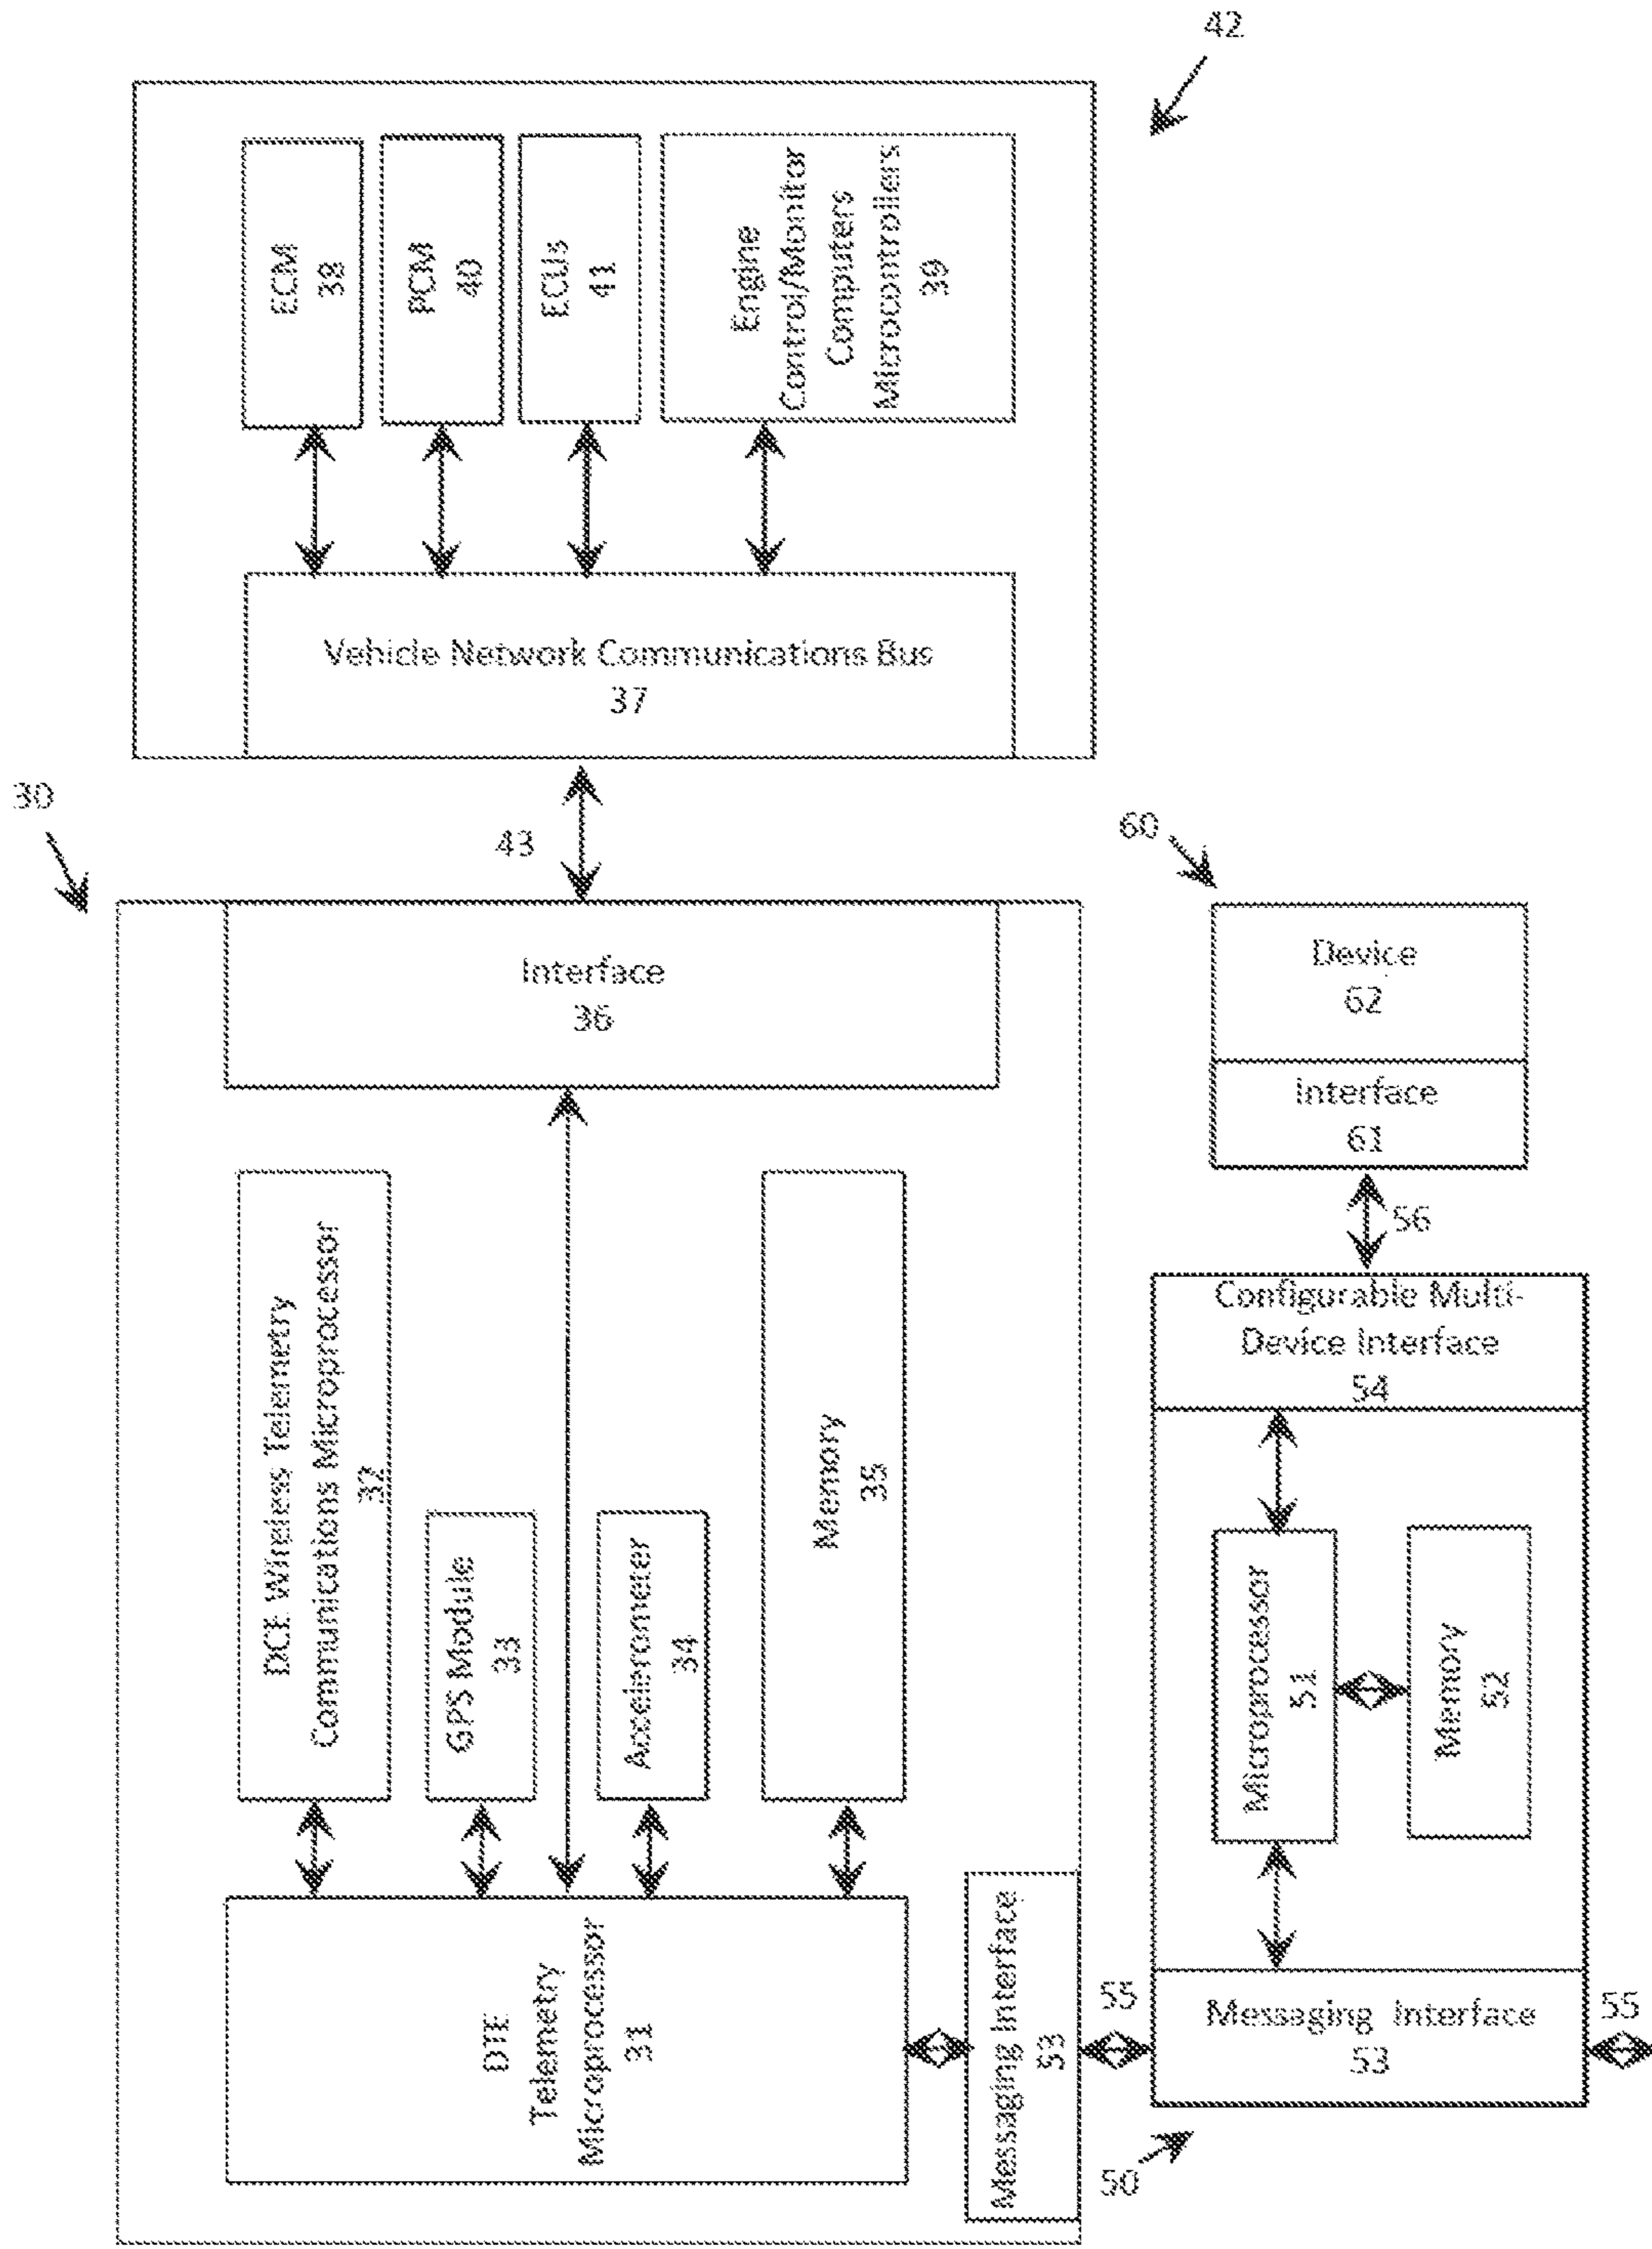 42
ECM
38
PCM
40
ECUs
41
Engine
Control/Monitor
Computers
Microcontrollers
39
Vehicle Network Communications Bus
37
30
43
60
Interface
36
Device
62
Interface
61
56
DCE Wireless Telemetry
Communications Microprocessor
32
GPS Module
33
Accelerometer
34
Memory
35
Configurable Multi-
Device Interface
54
Microprocessor
51
Memory
52
DTE
Telemetry
Microprocessor
31
Messaging Interface
53
55
Messaging Interface
53
55
50